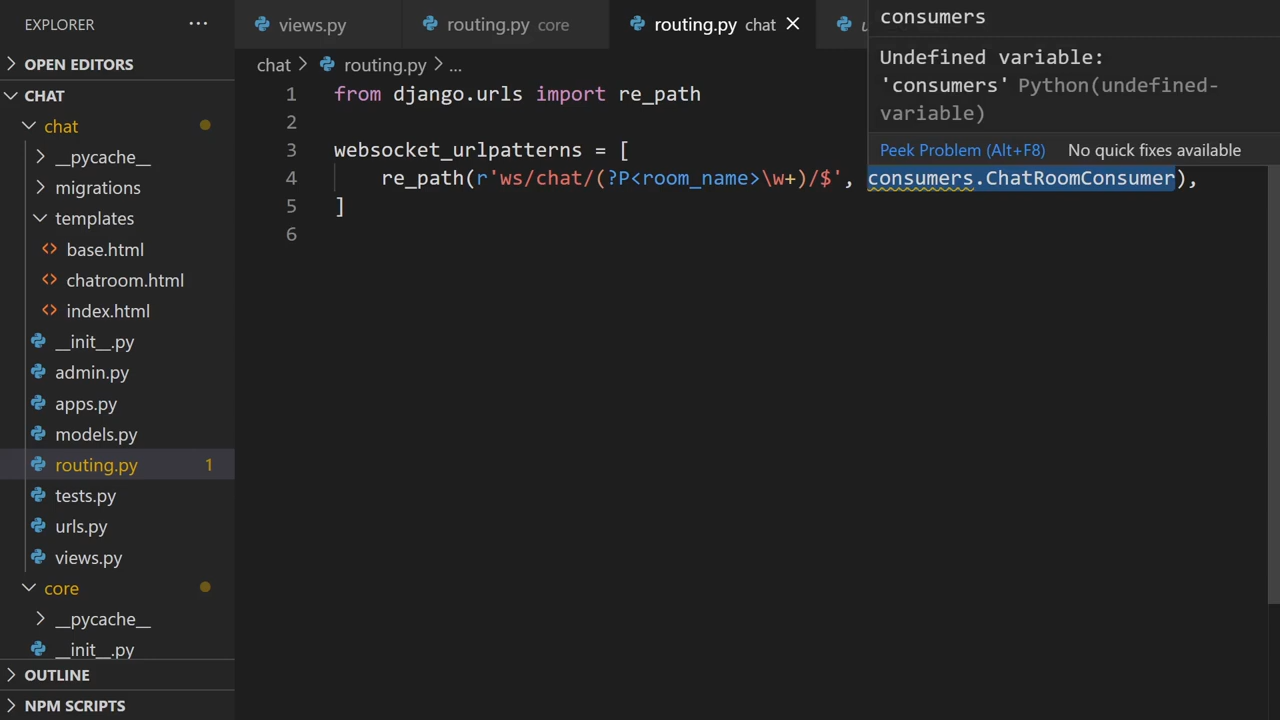 EXPLORER
OPEN EDITORS
CHAT
chat
__pycache__
migrations
templates
base.html
chatroom.html
index.html
__init__.py
admin.py
apps.py
models.py
routing.py 1
tests.py
urls.py
views.py
core
__pycache__
__init__.py
OUTLINE
NPM SCRIPTS
views.py
routing.py core
routing.py chat
chat > routing.py > ...
1 from django.urls import re_path
2
3 websocket_urlpatterns = [
4 re_path(r'ws/chat/(?P<room_name>\w+)/$', consumers.ChatRoomConsumer),
5 ]
6
consumers
Undefined variable:
'consumers' Python(undefined-
variable)
Peek Problem (Alt+F8) No quick fixes available